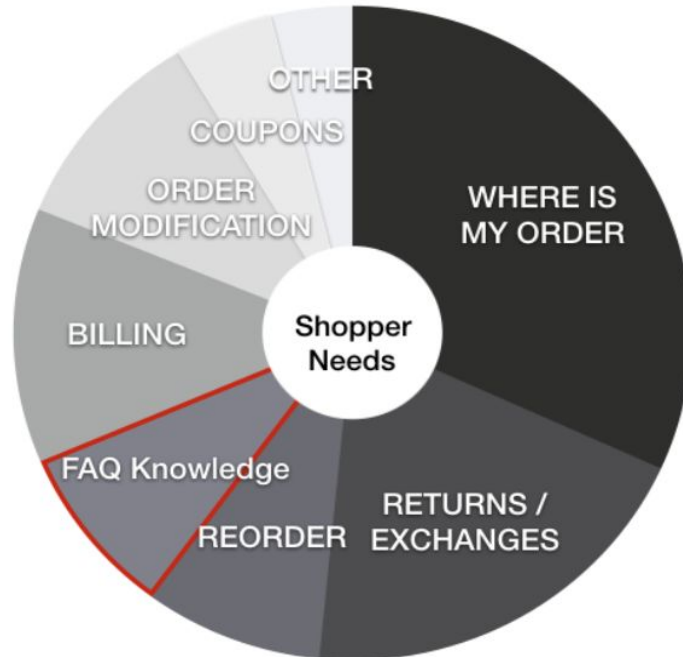 OTHER
COUPONS
ORDER
MODIFICATION
WHERE IS
MY ORDER
Shopper
Needs
BILLING
FAQ Knowledge
REORDER
RETURNS /
EXCHANGES